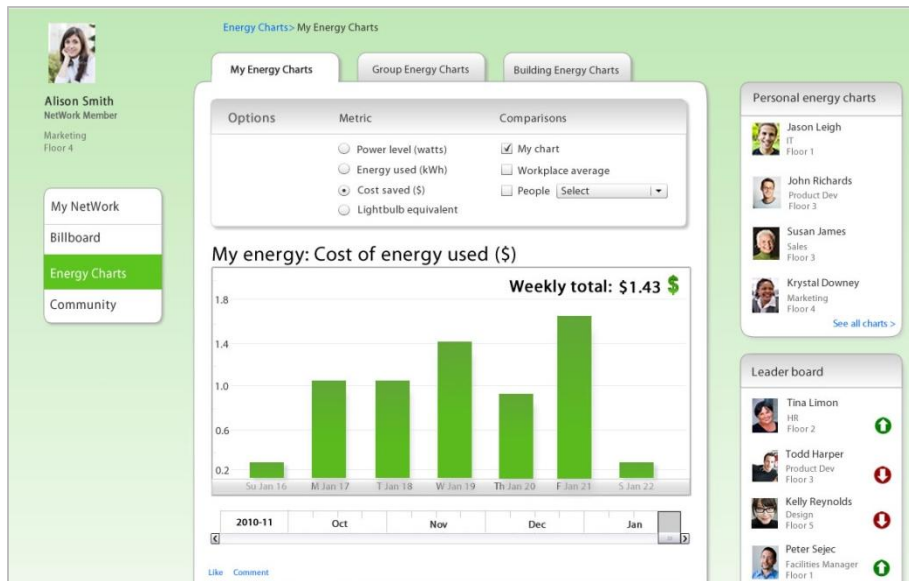 Energy Charts> My Energy Charts
Alison Smith
NetWork Member
Marketing
Floor 4
My NetWork
Billboard
Energy Charts
Community
My Energy Charts
Group Energy Charts
Building Energy Charts
Options
Metric
Power level (watts)
Energy used (kWh)
Cost saved ($)
Lightbulb equivalent
Comparisons
My chart
Workplace average
People Select
My energy: Cost of energy used ($)
Weekly total: $1.43 $
1.8
1.4
1.0
0.6
0.2
Su Jan 16 M Jan 17 T Jan 18 W Jan 19 Th Jan 20 F Jan 21 S Jan 22
2010-11 Oct Nov Dec Jan
Like Comment
Personal energy charts
Jason Leigh
IT
Floor 1
John Richards
Product Dev
Floor 3
Susan James
Sales
Floor 3
Krystal Downey
Marketing
Floor 4
See all charts >
Leader board
Tina Limon
HR
Floor 2
Todd Harper
Product Dev
Floor 3
Kelly Reynolds
Design
Floor 5
Peter Sejec
Facilities Manager
Floor 1